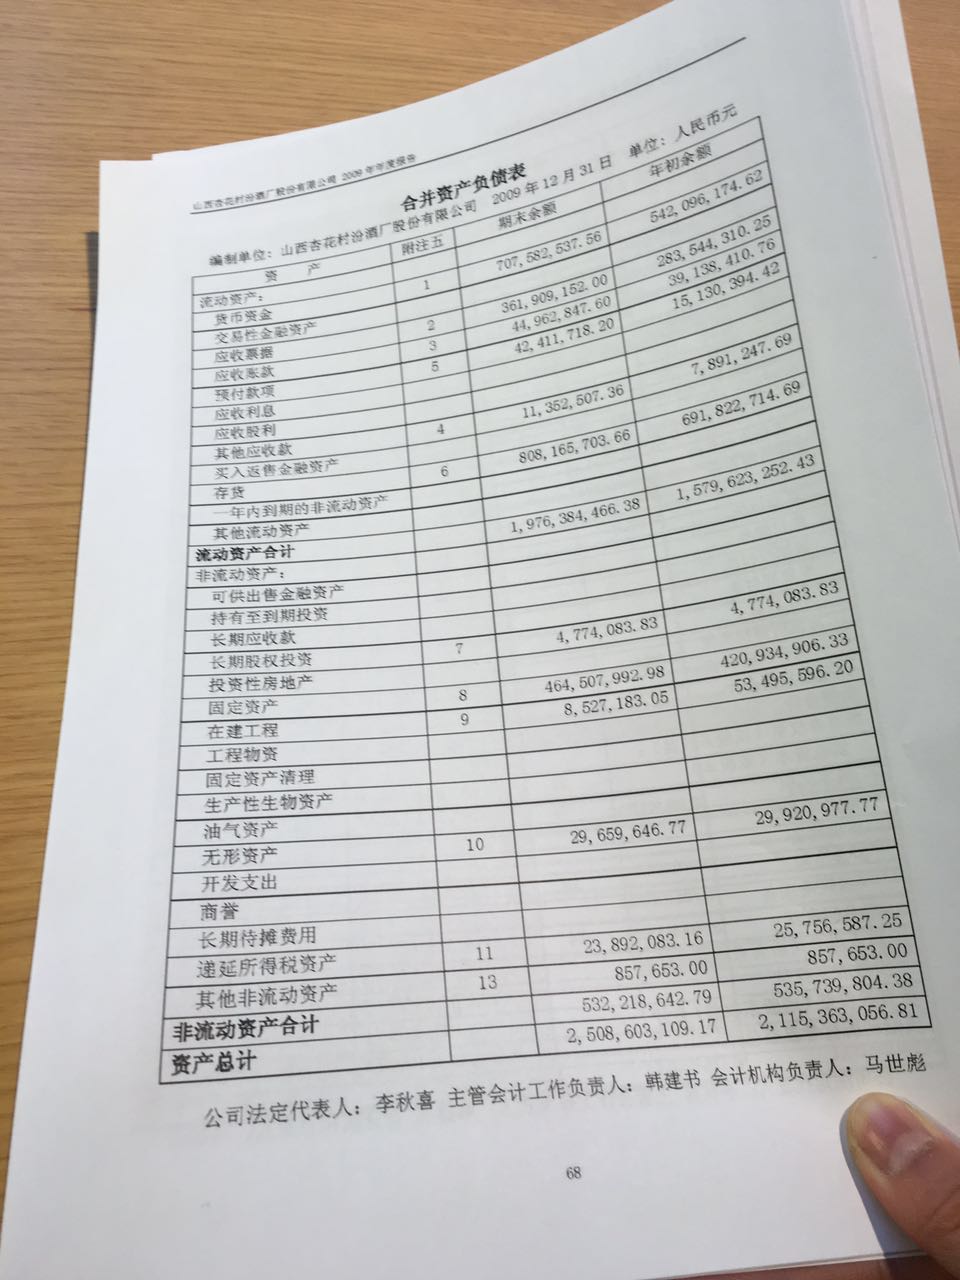 山西杏花村汾酒厂股份有限公司 2009 年年度报告
合并资产负债表
编制单位：山西杏花村汾酒厂股份有限公司 2009 年 12 月 31 日 单位：人民币元
资 产 附注五 期末余额 年初余额
流动资产：
货币资金 1 707,582,537.56 542,096,174.62
交易性金融资产
应收票据 2 361,909,152.00 283,544,310.25
应收账款 3 44,962,847.60 39,138,410.76
预付款项 5 42,411,718.20 15,130,394.42
应收利息
应收股利
其他应收款 4 11,352,507.36 7,891,247.69
买入返售金融资产
存货 6 808,165,703.66 691,822,714.69
一年内到期的非流动资产
其他流动资产
流动资产合计 1,976,384,466.38 1,579,623,252.43
非流动资产：
可供出售金融资产
持有至到期投资
长期应收款
长期股权投资 7 4,774,083.83 4,774,083.83
投资性房地产
固定资产 8 464,507,992.98 420,934,906.33
在建工程 9 8,527,183.05 53,495,596.20
工程物资
固定资产清理
生产性生物资产
油气资产
无形资产 10 29,659,646.77 29,920,977.77
开发支出
商誉
长期待摊费用
递延所得税资产 11 23,892,083.16 25,756,587.25
其他非流动资产 13 857,653.00 857,653.00
非流动资产合计 532,218,642.79 535,739,804.38
资产总计 2,508,603,109.17 2,115,363,056.81
公司法定代表人：李秋喜 主管会计工作负责人：韩建书 会计机构负责人：马世彪
68